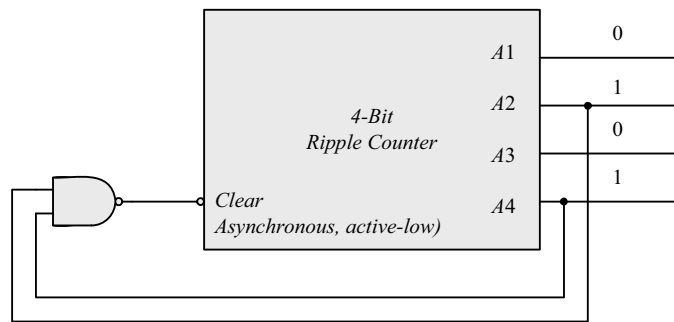 A1
0
A2
1
4-Bit
Ripple Counter
A3
0
A4
1
Clear
Asynchronous, active-low)